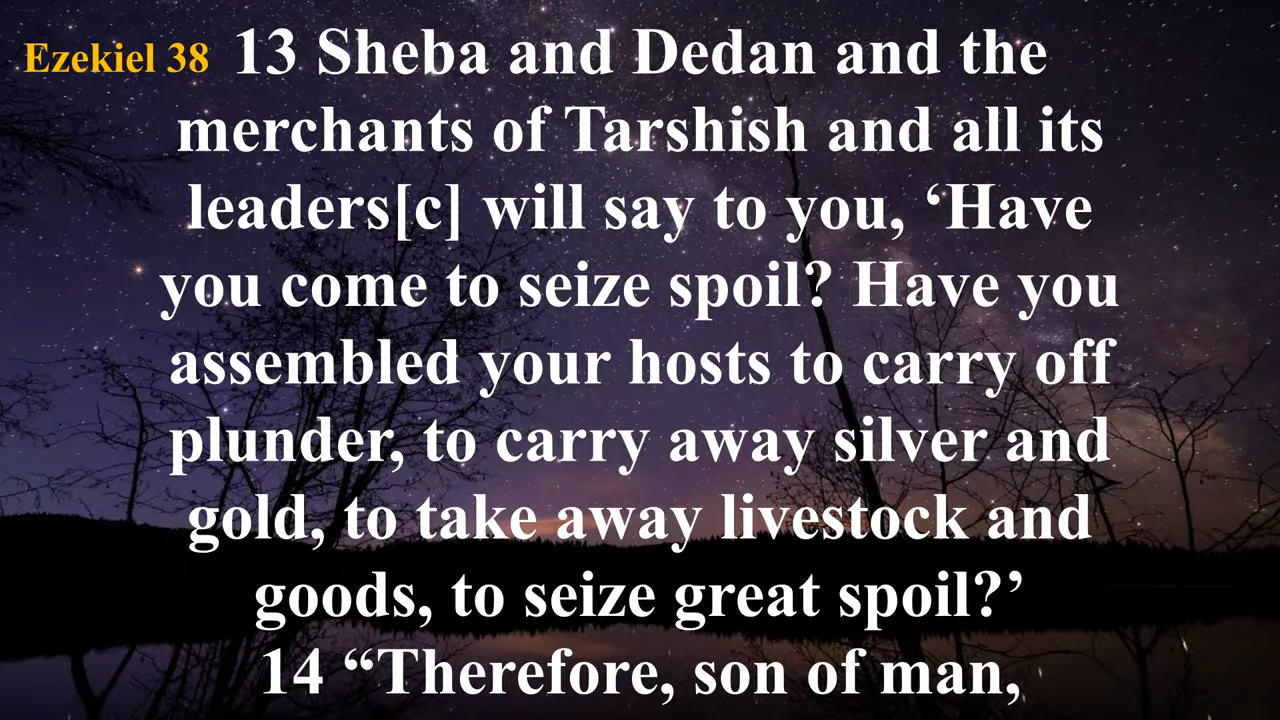 Ezekiel 38 13 Sheba and Dedan and the
merchants of Tarshish and all its
leaders[c] will say to you, ‘Have
you come to seize spoil? Have you
assembled your hosts to carry off
plunder, to carry away silver and
gold, to take away livestock and
goods, to seize great spoil?’
14 “Therefore, son of man,